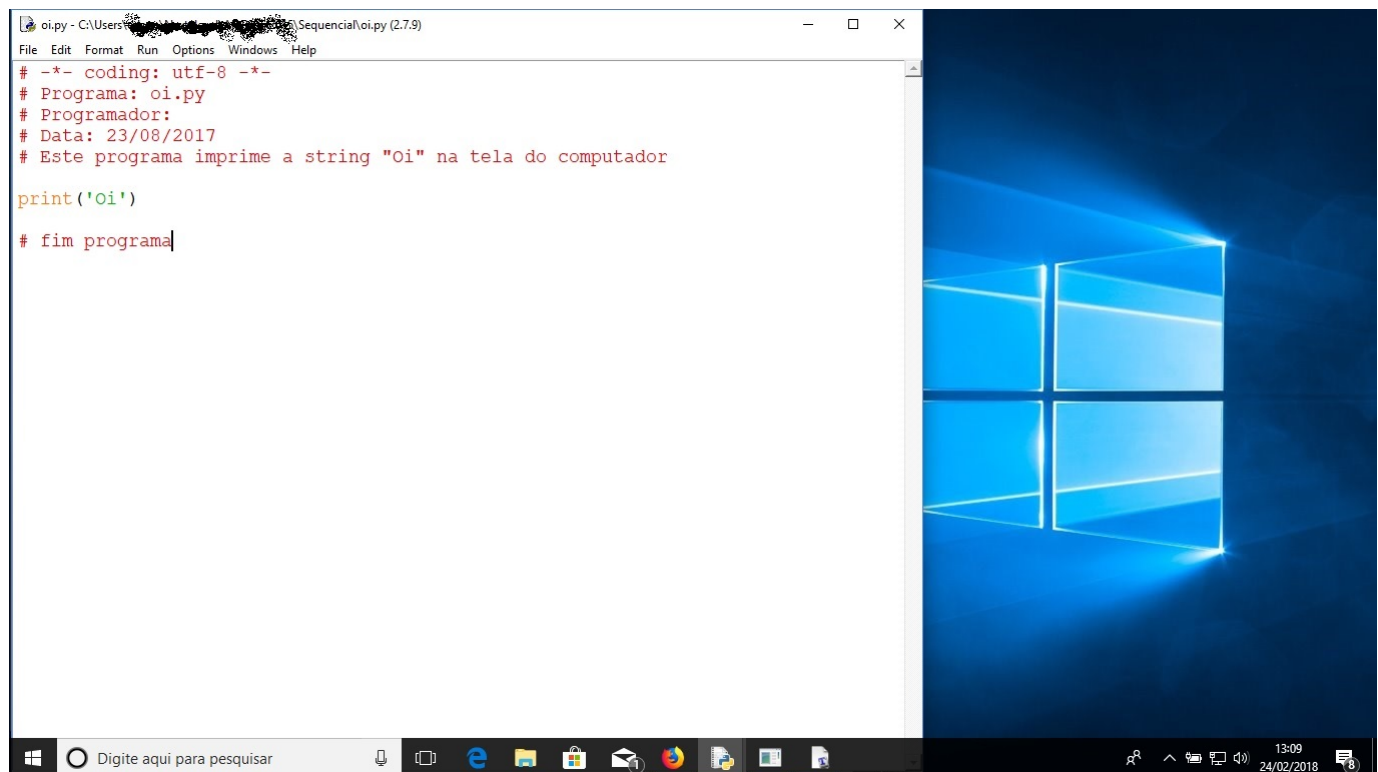 oi.py - C:\Users\Sequencial\oi.py (2.7.9)
File Edit Format Run Options Windows Help
# -*- coding: utf-8 -*-
# Programa: oi.py
# Programador:
# Data: 23/08/2017
# Este programa imprime a string "Oi" na tela do computador
print('Oi')
# fim programa
Digite aqui para pesquisar
1
13:09
24/02/2018
8